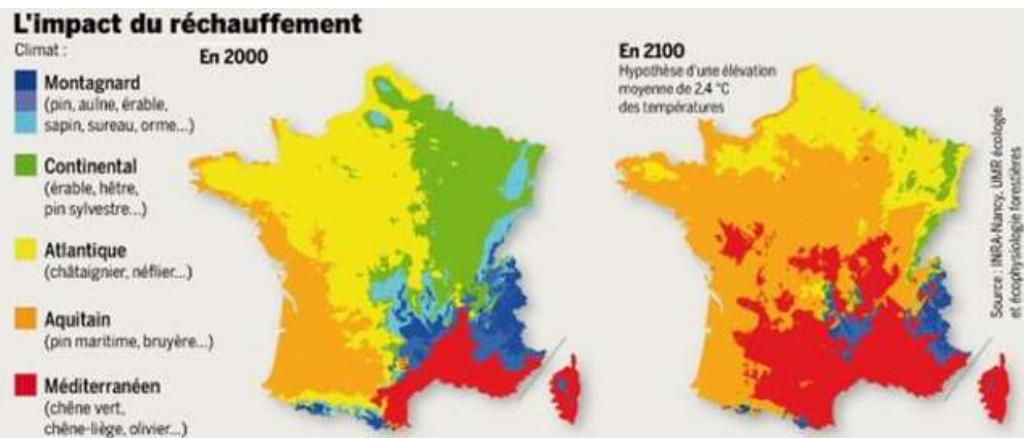 L'impact du réchauffement
Climat :
Montagnard
(pin, aulne, érable,
sapin, sureau, orme...)
Continental
(érable, hêtre,
pin sylvestre...)
Atlantique
(châtaignier, néflier...)
Aquitain
(pin maritime, bruyère...)
Méditerranéen
(chêne vert,
chêne-liège, olivier...)
En 2000
En 2100
Hypothèse d'une élévation
moyenne de 2,4 °C
des températures
Source : INRA-Nancy, UMR écologie
et écophysiologie forestières